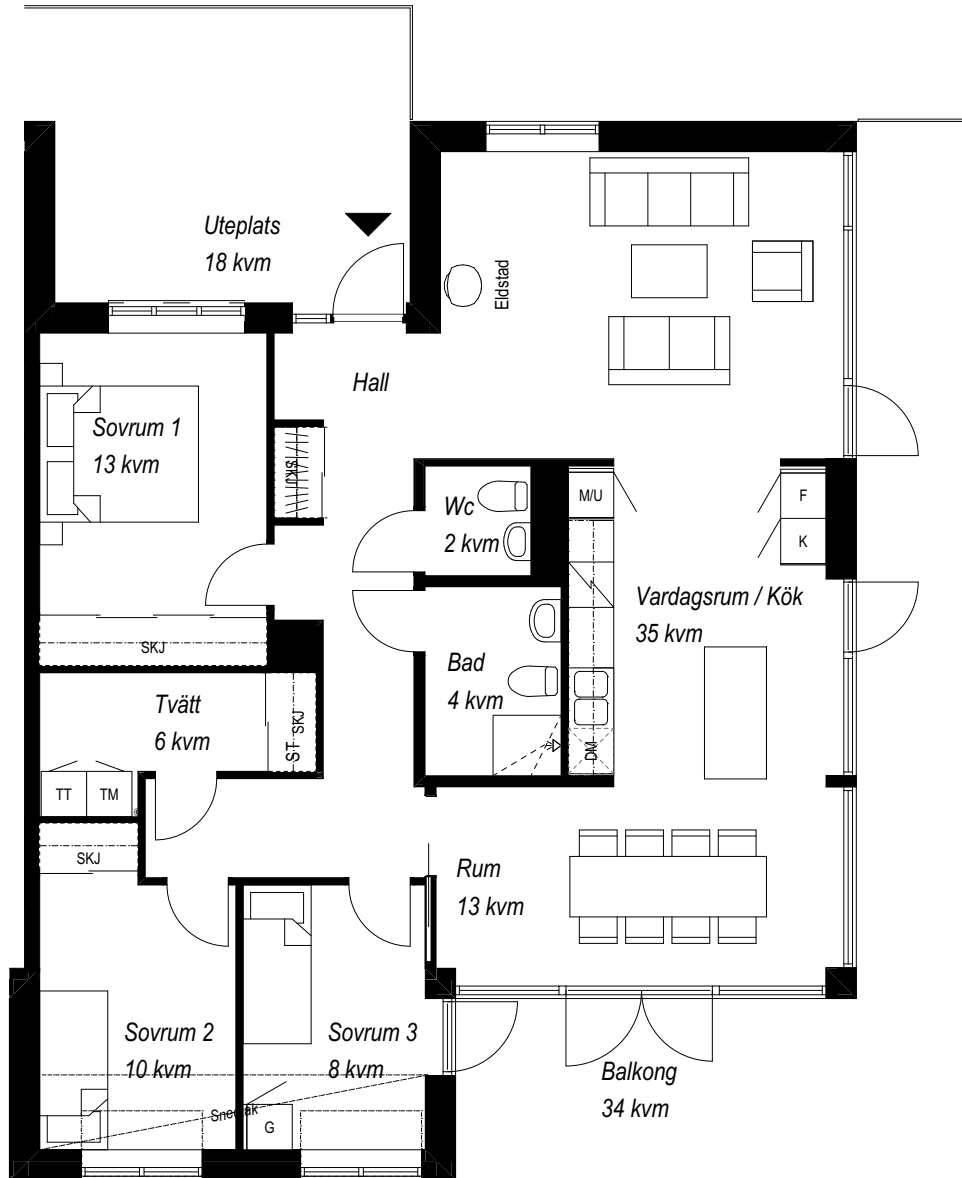 Uteplats
18 kvm
Eldstad
Hall
Sovrum 1
13 kvm
SKJ
M/U
F
K
Wc
2 kvm
Vardagsrum / Kök
35 kvm
SKJ
Bad
4 kvm
Tvätt
6 kvm
SKJ
ST
DM
TT
TM
SKJ
Rum
13 kvm
Sovrum 2
10 kvm
Sovrum 3
8 kvm
Snedtak
G
Balkong
34 kvm